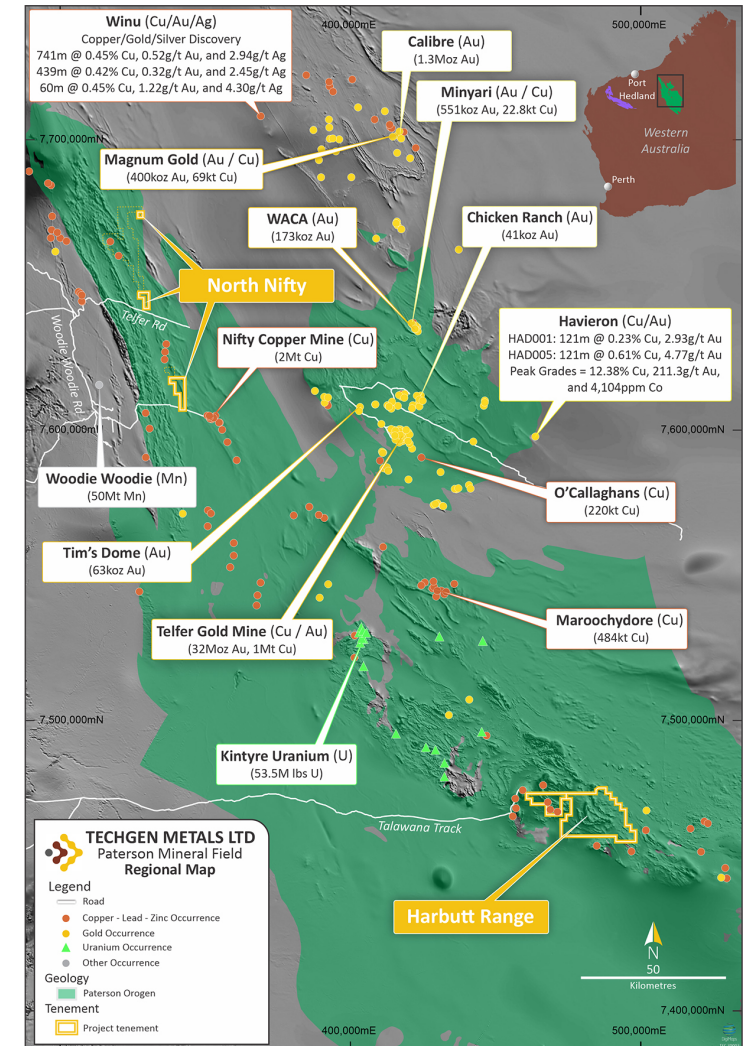 Winu (Cu/Au/Ag)
Copper/Gold/Silver Discovery
741m @ 0.45% Cu, 0.52g/t Au, and 2.94g/t Ag
439m @ 0.42% Cu, 0.32g/t Au, and 2.45g/t Ag
60m @ 0.45% Cu, 1.22g/t Au, and 4.30g/t Ag
400,000mE
500,000mE
Calibre (Au)
(1.3Moz Au)
Minyari (Au / Cu)
(551koz Au, 22.8kt Cu)
Port
Hedland
Western
Australia
Perth
7,700,000mN
Magnum Gold (Au / Cu)
(400koz Au, 69kt Cu)
WACA (Au)
(173koz Au)
Chicken Ranch (Au)
(41koz Au)
North Nifty
Telfer Rd
Woodie Woodie Rd
Nifty Copper Mine (Cu)
(2Mt Cu)
Havieron (Cu/Au)
HAD001: 121m @ 0.23% Cu, 2.93g/t Au
HAD005: 121m @ 0.61% Cu, 4.77g/t Au
Peak Grades = 12.38% Cu, 211.3g/t Au,
and 4,104ppm Co
7,600,000mN
7,600,000mN
Woodie Woodie (Mn)
(50Mt Mn)
O'Callaghans (Cu)
(220kt Cu)
Tim's Dome (Au)
(63koz Au)
Telfer Gold Mine (Cu / Au)
(32Moz Au, 1Mt Cu)
Maroochydore (Cu)
(484kt Cu)
7,500,000mN
7,500,000mN
Kintyre Uranium (U)
(53.5M lbs U)
Talawana Track
Harbutt Range
TECHGEN METALS LTD
Paterson Mineral Field
Regional Map
Legend
Road
Copper - Lead - Zinc Occurrence
Gold Occurrence
Uranium Occurrence
Other Occurrence
Geology
Paterson Orogen
Tenement
Project tenement
N
50
Kilometres
7,400,000mN
400,000mE
500,000mE